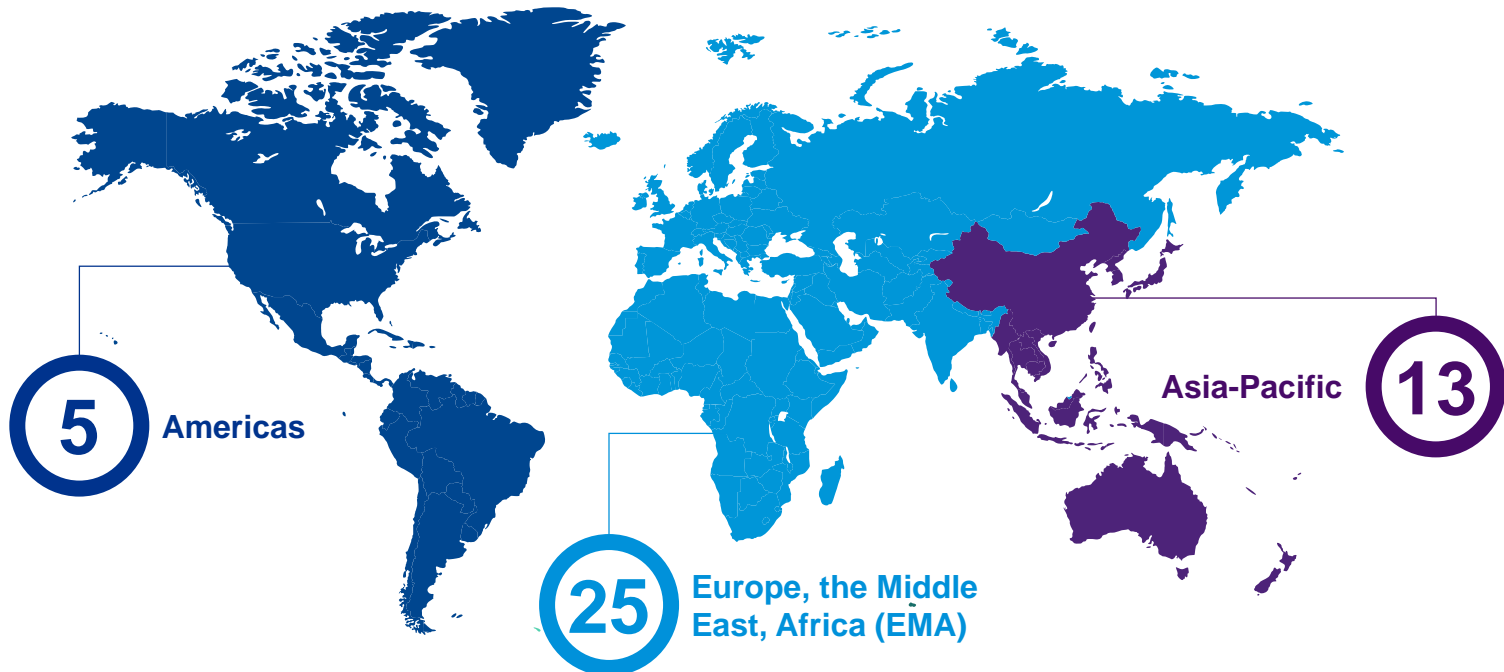 5
Americas
25
Europe, the Middle
East, Africa (EMA)
Asia-Pacific
13